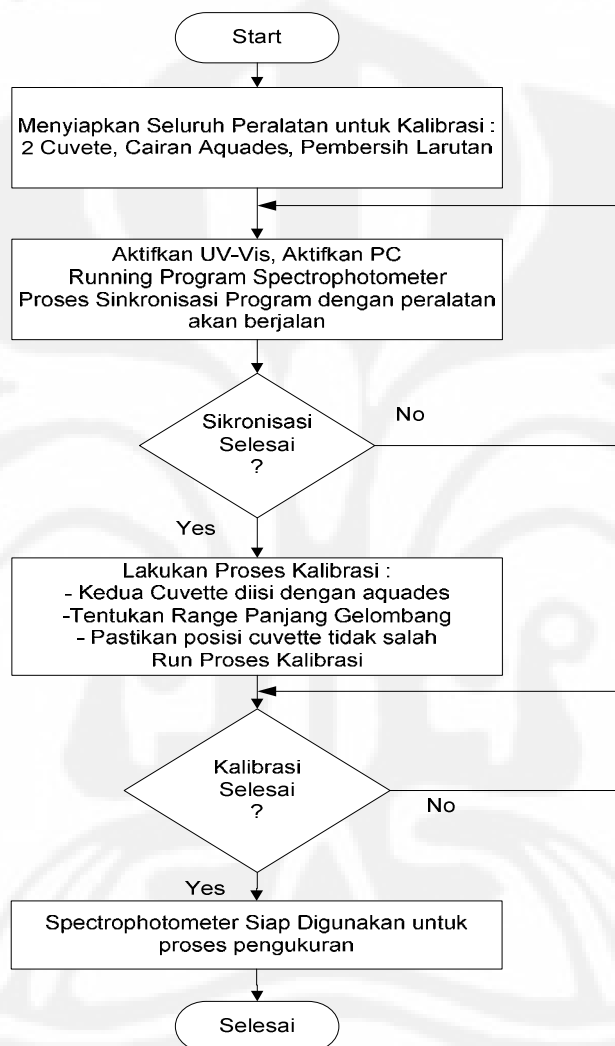 Start
Menyiapkan Seluruh Peralatan untuk Kalibrasi :
2 Cuvete, Cairan Aquades, Pembersih Larutan
Aktifkan UV-Vis, Aktifkan PC
Running Program Spectrophotometer
Proses Sinkronisasi Program dengan peralatan
akan berjalan
Sikronisasi
Selesai
?
No
Yes
Lakukan Proses Kalibrasi :
- Kedua Cuvette diisi dengan aquades
-Tentukan Range Panjang Gelombang
- Pastikan posisi cuvette tidak salah
Run Proses Kalibrasi
Kalibrasi
Selesai
?
No
Yes
Spectrophotometer Siap Digunakan untuk
proses pengukuran
Selesai